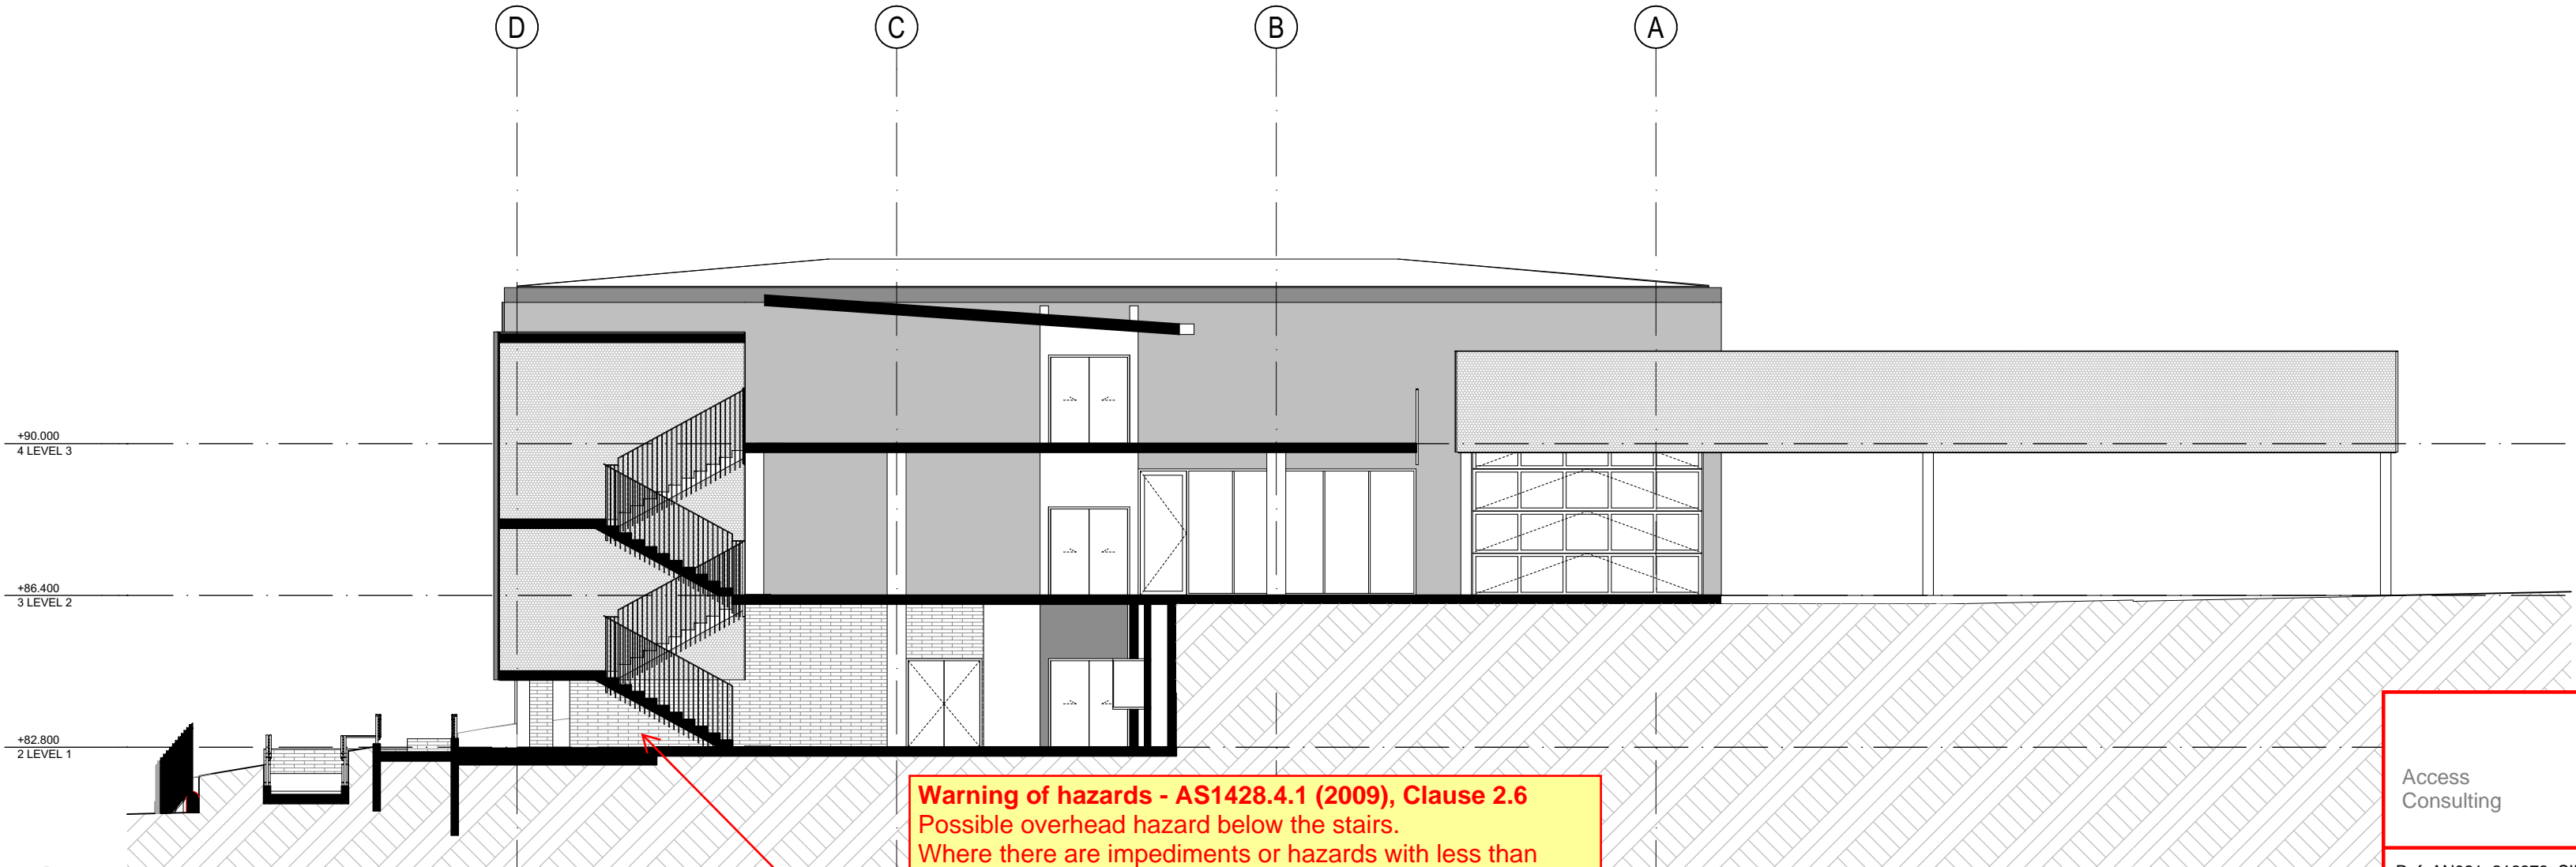 D
C
B
A
+90.000
4 LEVEL 3
+86.400
3 LEVEL 2
+82.800
2 LEVEL 1
Warning of hazards - AS1428.4.1 (2009), Clause 2.6
Possible overhead hazard below the stairs.
Where there are impediments or hazards with less than
Access
Consulting